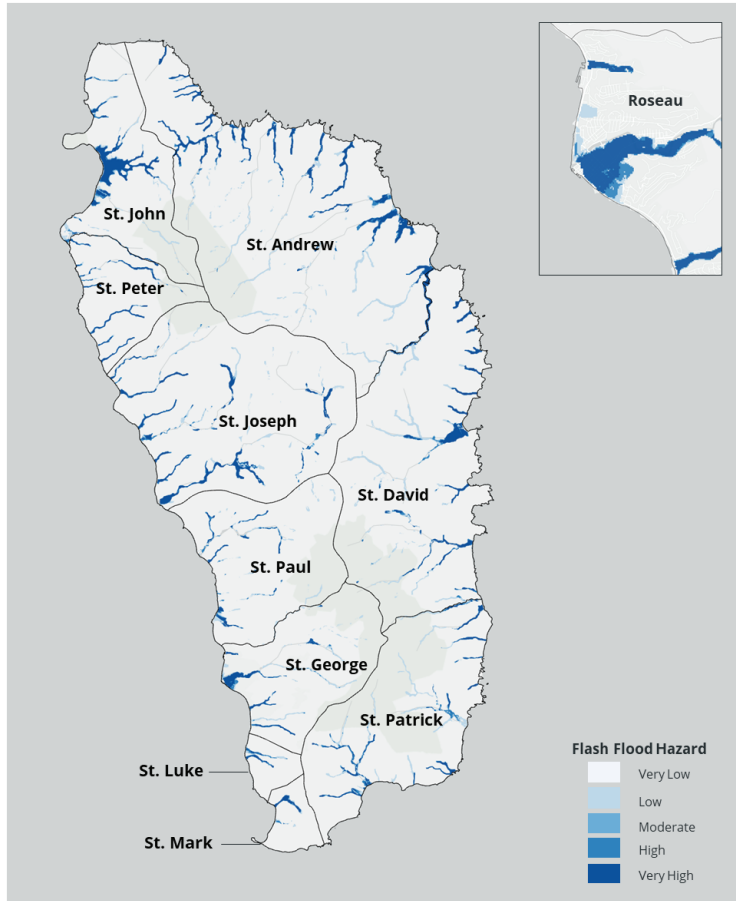 Roseau
St. John
St. Andrew
St. Peter
St. Joseph
St. David
St. Paul
St. George
St. Patrick
St. Luke
St. Mark
Flash Flood Hazard
Very Low
Low
Moderate
High
Very High